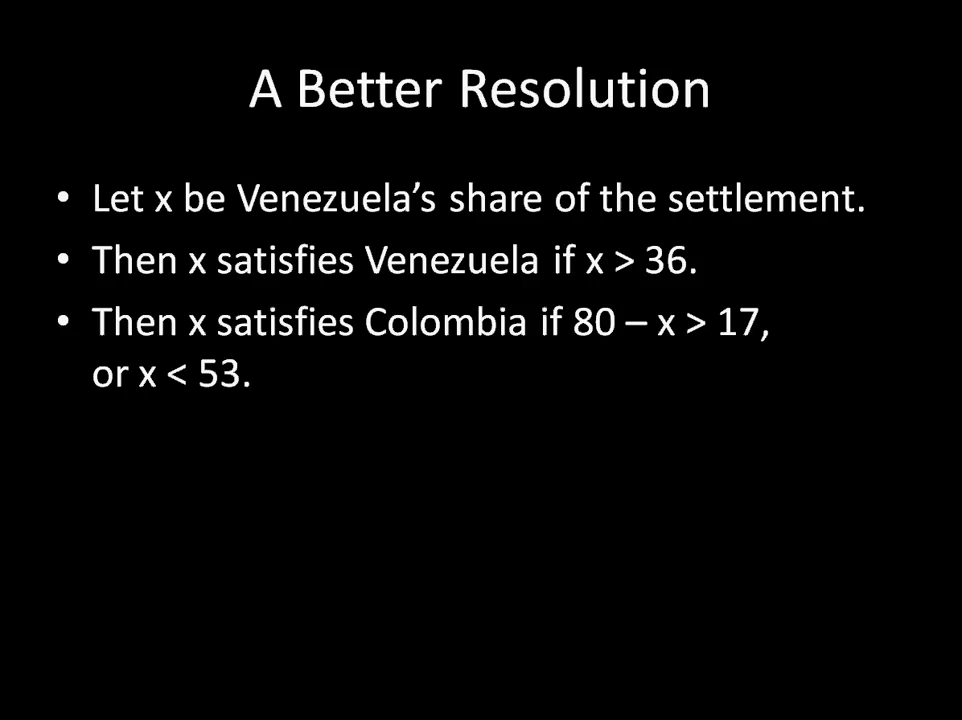 A Better Resolution
• Let x be Venezuela’s share of the settlement.
• Then x satisfies Venezuela if x > 36.
• Then x satisfies Colombia if 80 – x > 17,
or x < 53.